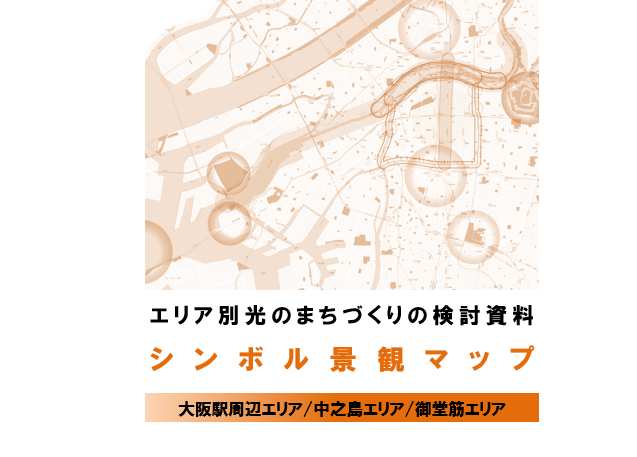 エリア別光のまちづくりの検討資料
シンボル景観マップ
大阪駅周辺エリア/中之島エリア/御堂筋エリア